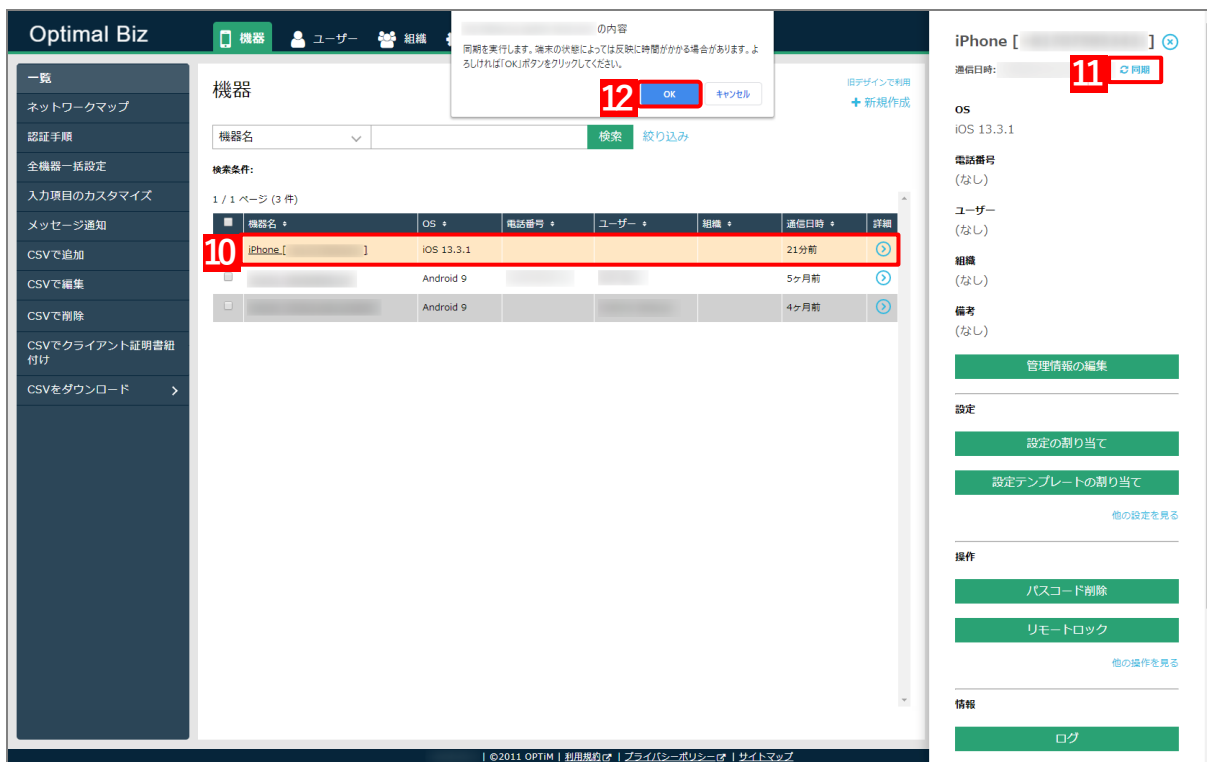 Optimal Biz
機器
ユーザー
組織
の内容
同期を実行します。端末の状態によっては反映に時間がかかる場合があります。よ
ろしければ「OK」ボタンをクリックしてください。
12
OK
キャンセル
一覧
ネットワークマップ
認証手順
全機器一括設定
入力項目のカスタマイズ
メッセージ通知
CSVで追加
CSVで編集
CSVで削除
CSVでクライアント証明書紐
付け
CSVをダウンロード
機器
旧デザインで利用
+ 新規作成
機器名
検索
絞り込み
検索条件:
1 / 1 ページ (3 件)
機器名 OS 電話番号 ユーザー 組織 通信日時 詳細
10
iPhone [ ] iOS 13.3.1 21分前
Android 9 5ヶ月前
Android 9 4ヶ月前
iPhone [ ]
通信日時:
11
同期
OS
iOS 13.3.1
電話番号
(なし)
ユーザー
(なし)
組織
(なし)
備考
(なし)
管理情報の編集
設定
設定の割り当て
設定テンプレートの割り当て
他の設定を見る
操作
パスコード削除
リモートロック
他の操作を見る
情報
ログ
| ©2011 OPTiM | 利用規約 | プライバシーポリシー | サイトマップ